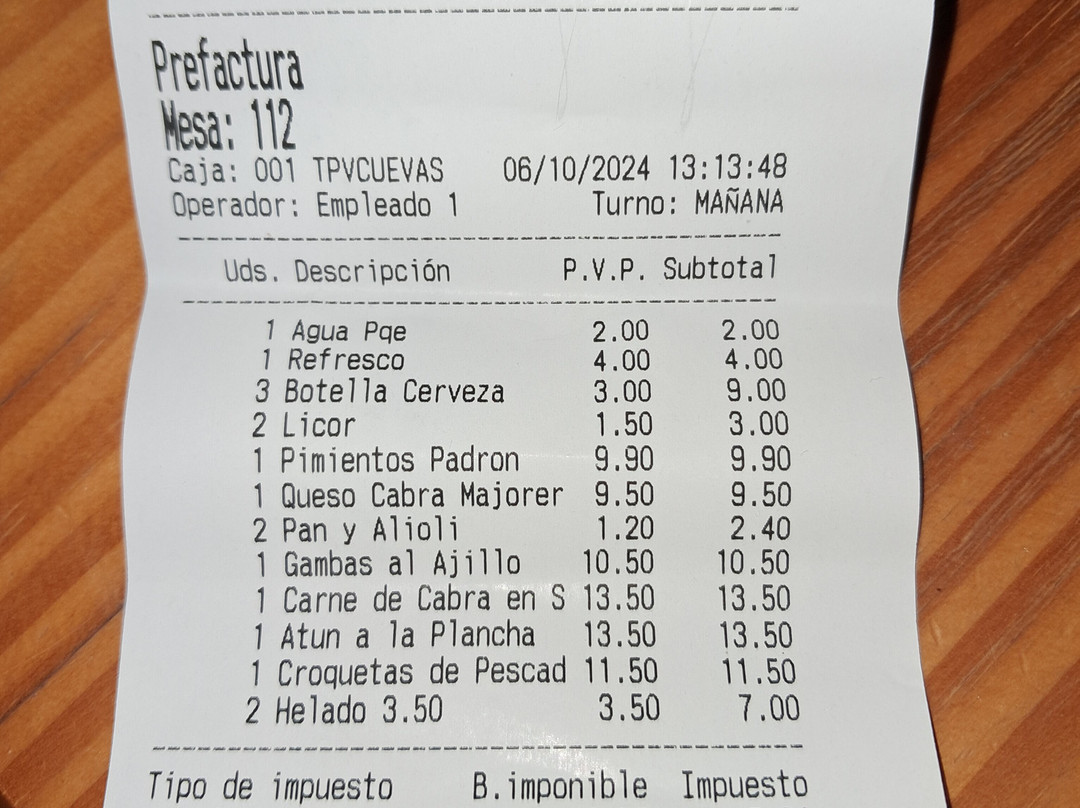 Prefactura
Mesa: 112
Caja: 001 TPVCUEVAS 06/10/2024 13:13:48
Operador: Empleado 1 Turno: MAÑANA
Uds. Descripción P.V.P. Subtotal
1 Agua Pqe 2.00 2.00
1 Refresco 4.00 4.00
3 Botella Cerveza 3.00 9.00
2 Licor 1.50 3.00
1 Pimientos Padron 9.90 9.90
1 Queso Cabra Majorer 9.50 9.50
2 Pan y Alioli 1.20 2.40
1 Gambas al Ajillo 10.50 10.50
1 Carne de Cabra en S 13.50 13.50
1 Atun a la Plancha 13.50 13.50
1 Croquetas de Pescad 11.50 11.50
2 Helado 3.50 3.50 7.00
Tipo de impuesto B.imponible Impuesto